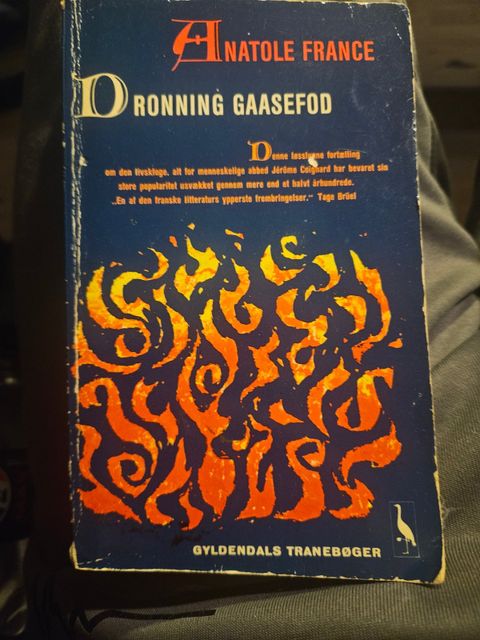 ANATOLE FRANCE
DRONNING GAASEFOD
Denne løsslupne fortælling
om den livskloge, alt for menneskelige abbed Jérôme Coignard har bevaret sin
store popularitet usvækket gennem mere end et halvt århundrede.
„En af den franske litteraturs ypperste frembringelser.“ Tage Brüel
GYLDENDALS TRANEBØGER